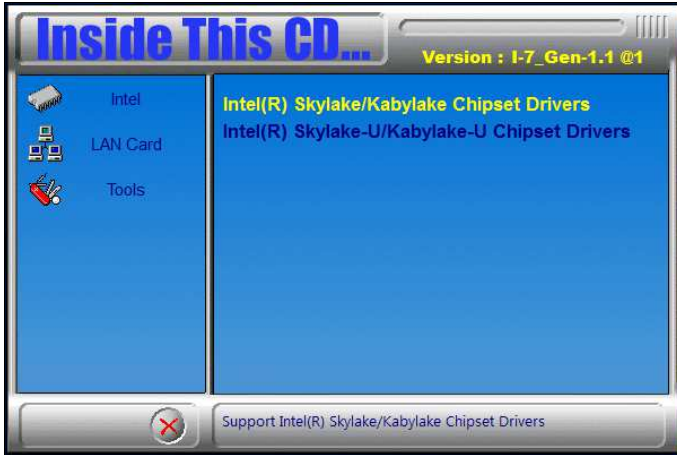 Inside This CD...
Version : I-7_Gen-1.1 @1
Intel
LAN Card
Tools
Intel(R) Skylake/Kabylake Chipset Drivers
Intel(R) Skylake-U/Kabylake-U Chipset Drivers
Support Intel(R) Skylake/Kabylake Chipset Drivers